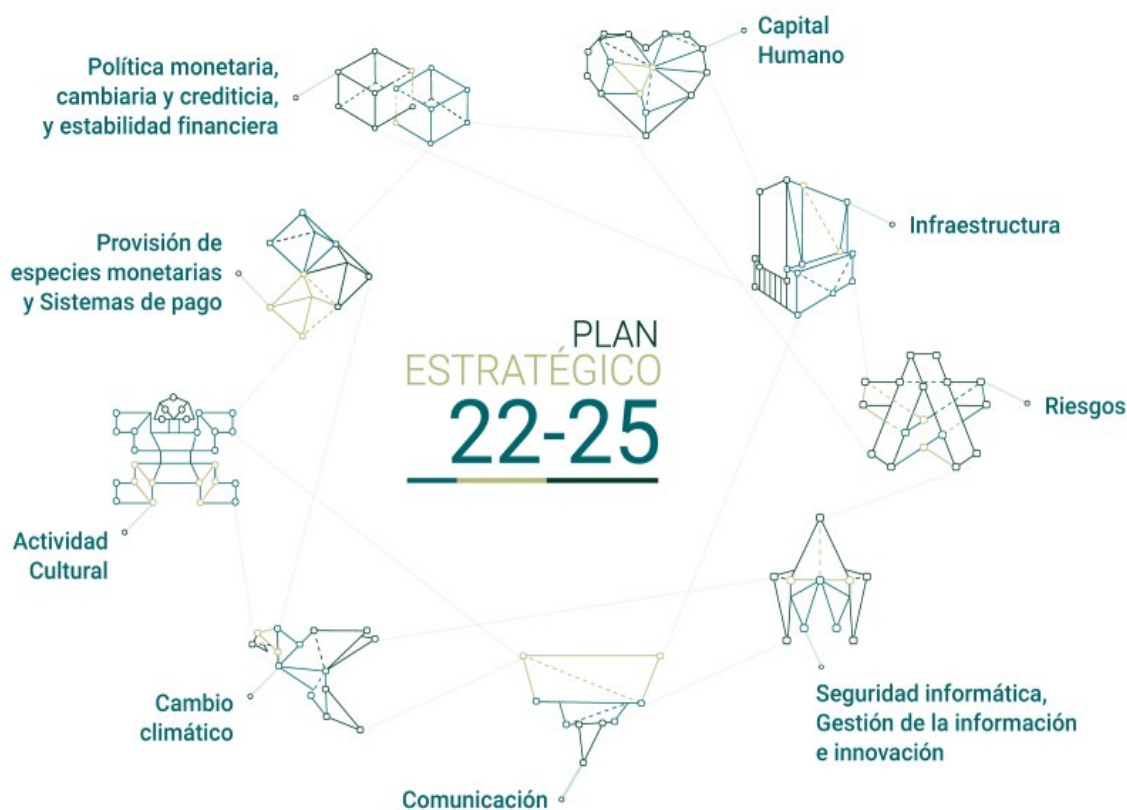 Política monetaria,
cambiaria y crediticia,
y estabilidad financiera
Capital
Humano
Infraestructura
Provisión de
especies monetarias
y Sistemas de pago
PLAN
ESTRATÉGICO
22-25
Riesgos
Actividad
Cultural
Cambio
climático
Seguridad informática,
Gestión de la información
e innovación
Comunicación